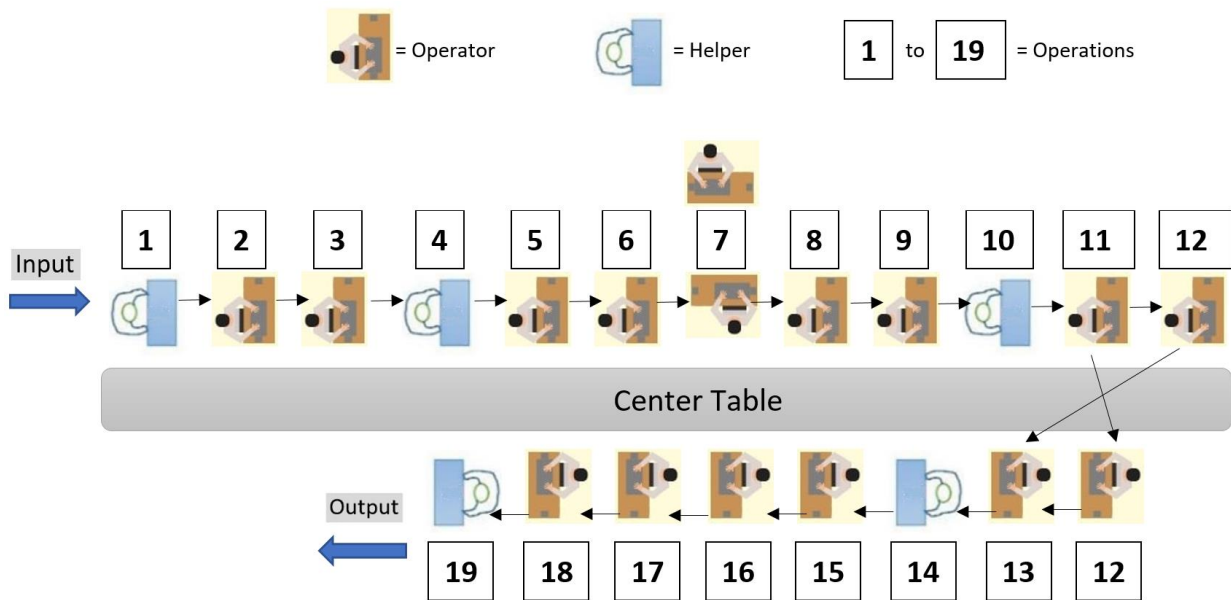 = Operator
= Helper
1 to 19 = Operations
1 2 3 4 5 6 7 8 9 10 11 12
Input
Center Table
Output
19 18 17 16 15 14 13 12